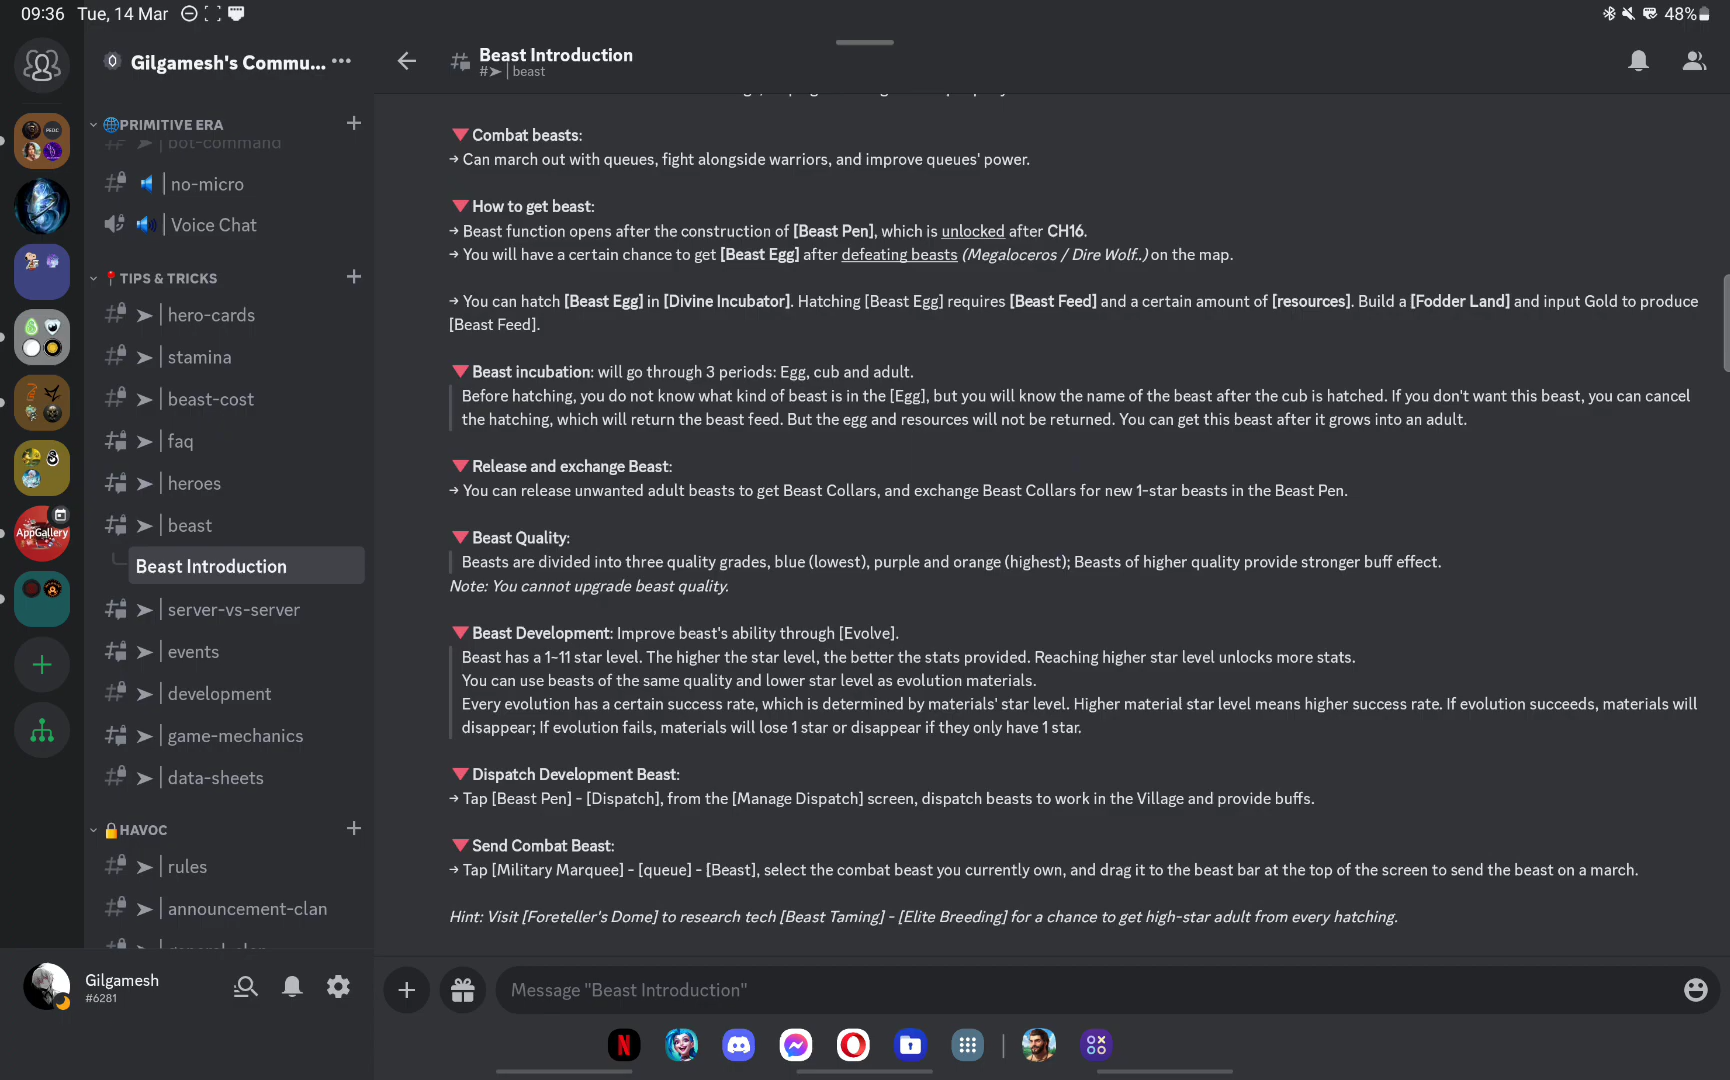 09:36 Tue, 14 Mar
48%
Gilgamesh's Commu...
Beast Introduction
#➤ | beast
PRIMITIVE ERA
bot-command
| no-micro
| Voice Chat
TIPS & TRICKS
➤ | hero-cards
➤ | stamina
➤ | beast-cost
➤ | faq
➤ | heroes
➤ | beast
Beast Introduction
➤ | server-vs-server
➤ | events
➤ | development
➤ | game-mechanics
➤ | data-sheets
HAVOC
➤ | rules
➤ | announcement-clan
AppGallery
Gilgamesh
#6281
Combat beasts:
→ Can march out with queues, fight alongside warriors, and improve queues' power.
How to get beast:
→ Beast function opens after the construction of [Beast Pen], which is unlocked after CH16.
→ You will have a certain chance to get [Beast Egg] after defeating beasts (Megaloceros / Dire Wolf..) on the map.
→ You can hatch [Beast Egg] in [Divine Incubator]. Hatching [Beast Egg] requires [Beast Feed] and a certain amount of [resources]. Build a [Fodder Land] and input Gold to produce
[Beast Feed].
Beast incubation: will go through 3 periods: Egg, cub and adult.
Before hatching, you do not know what kind of beast is in the [Egg], but you will know the name of the beast after the cub is hatched. If you don't want this beast, you can cancel
the hatching, which will return the beast feed. But the egg and resources will not be returned. You can get this beast after it grows into an adult.
Release and exchange Beast:
→ You can release unwanted adult beasts to get Beast Collars, and exchange Beast Collars for new 1-star beasts in the Beast Pen.
Beast Quality:
Beasts are divided into three quality grades, blue (lowest), purple and orange (highest); Beasts of higher quality provide stronger buff effect.
Note: You cannot upgrade beast quality.
Beast Development: Improve beast's ability through [Evolve].
Beast has a 1~11 star level. The higher the star level, the better the stats provided. Reaching higher star level unlocks more stats.
You can use beasts of the same quality and lower star level as evolution materials.
Every evolution has a certain success rate, which is determined by materials' star level. Higher material star level means higher success rate. If evolution succeeds, materials will
disappear; If evolution fails, materials will lose 1 star or disappear if they only have 1 star.
Dispatch Development Beast:
→ Tap [Beast Pen] - [Dispatch], from the [Manage Dispatch] screen, dispatch beasts to work in the Village and provide buffs.
Send Combat Beast:
→ Tap [Military Marquee] - [queue] - [Beast], select the combat beast you currently own, and drag it to the beast bar at the top of the screen to send the beast on a march.
Hint: Visit [Foreteller's Dome] to research tech [Beast Taming] - [Elite Breeding] for a chance to get high-star adult from every hatching.
Message "Beast Introduction"